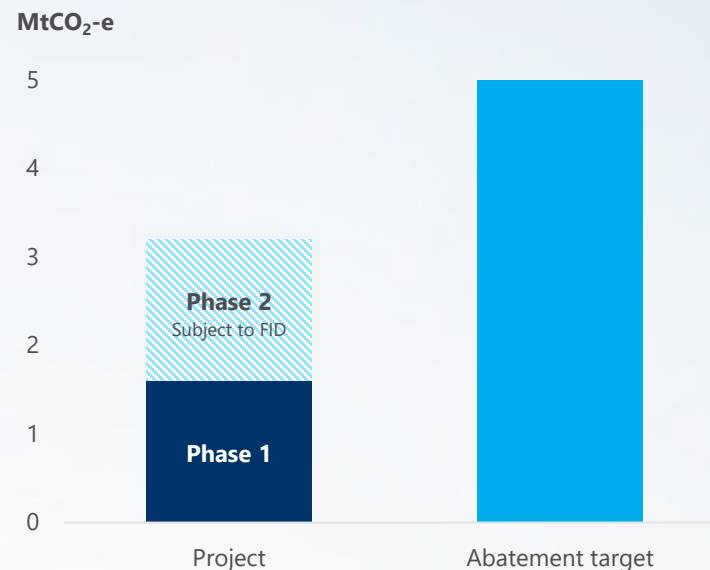 MtCO₂-e
5
4
3
2
1
0
Phase 2
Subject to FID
Phase 1
Project
Abatement target